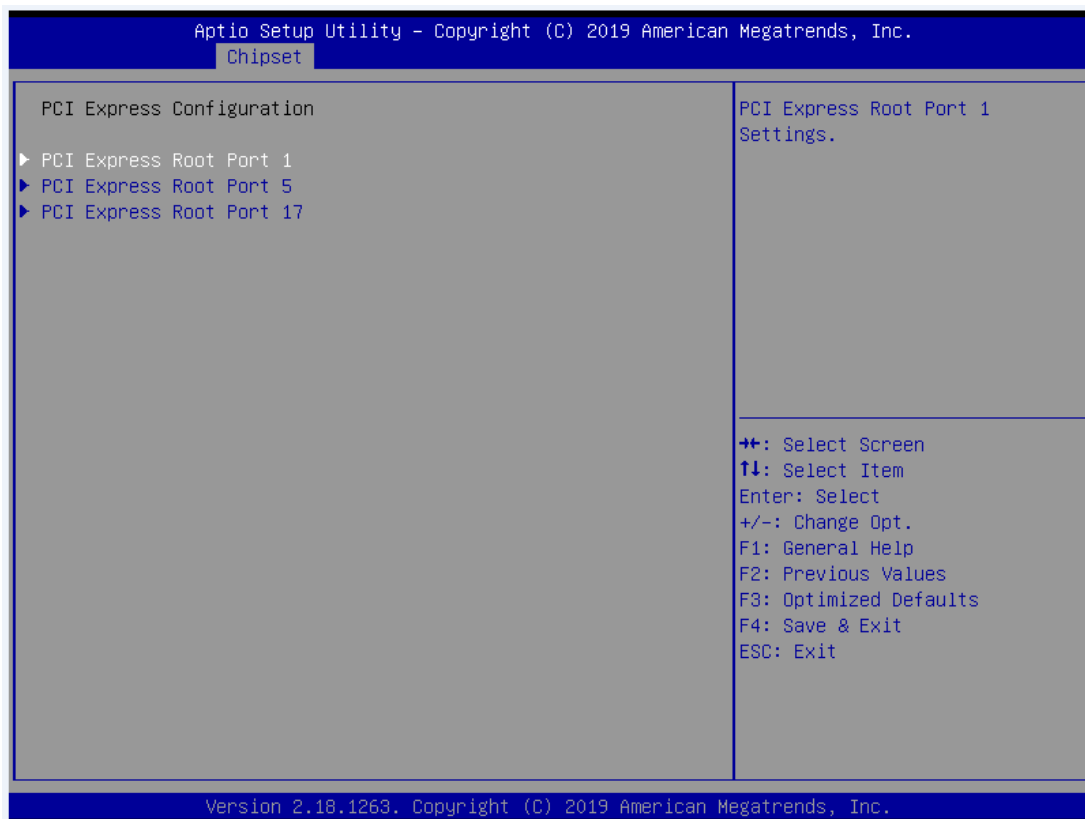 Aptio Setup Utility – Copyright (C) 2019 American Megatrends, Inc.
Chipset
PCI Express Configuration
PCI Express Root Port 1
PCI Express Root Port 5
PCI Express Root Port 17
PCI Express Root Port 1
Settings.
→←: Select Screen
↑↓: Select Item
Enter: Select
+/-: Change Opt.
F1: General Help
F2: Previous Values
F3: Optimized Defaults
F4: Save & Exit
ESC: Exit
Version 2.18.1263. Copyright (C) 2019 American Megatrends, Inc.